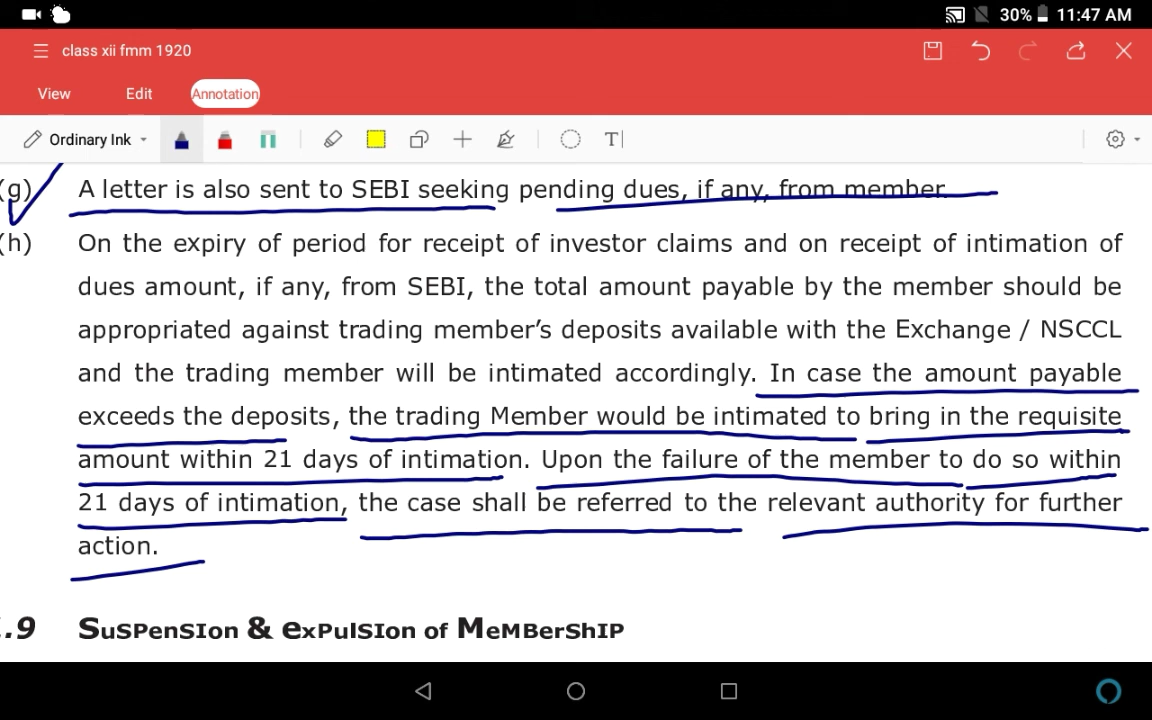 30% 11:47 AM
class xii fmm 1920
View Edit Annotation
Ordinary Ink T|
(g) A letter is also sent to SEBI seeking pending dues, if any, from member.
(h) On the expiry of period for receipt of investor claims and on receipt of intimation of
dues amount, if any, from SEBI, the total amount payable by the member should be
appropriated against trading member’s deposits available with the Exchange / NSCCL
and the trading member will be intimated accordingly. In case the amount payable
exceeds the deposits, the trading Member would be intimated to bring in the requisite
amount within 21 days of intimation. Upon the failure of the member to do so within
21 days of intimation, the case shall be referred to the relevant authority for further
action.
.9 SuSPenSIon & exPulSIon of MeMBerShIP